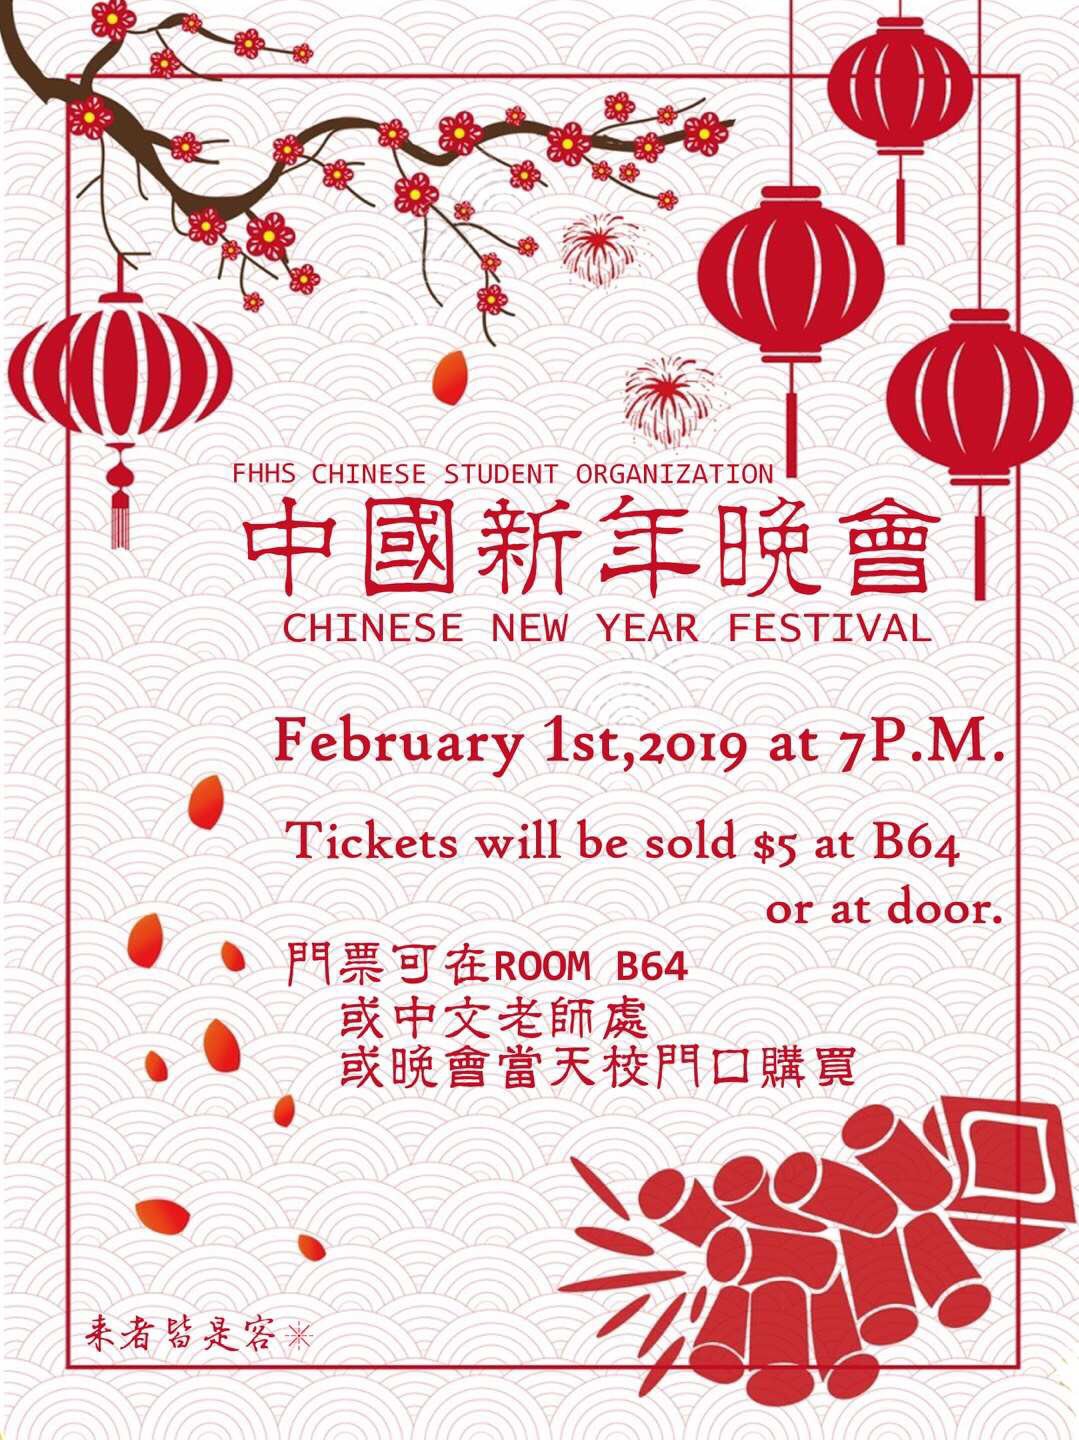 FHHS CHINESE STUDENT ORGANIZATION
中國新年晚會
CHINESE NEW YEAR FESTIVAL
February 1st,2019 at 7P.M.
Tickets will be sold $5 at B64
or at door.
門票可在ROOM B64
或中文老師處
或晚會當天校門口購買
来者皆是客